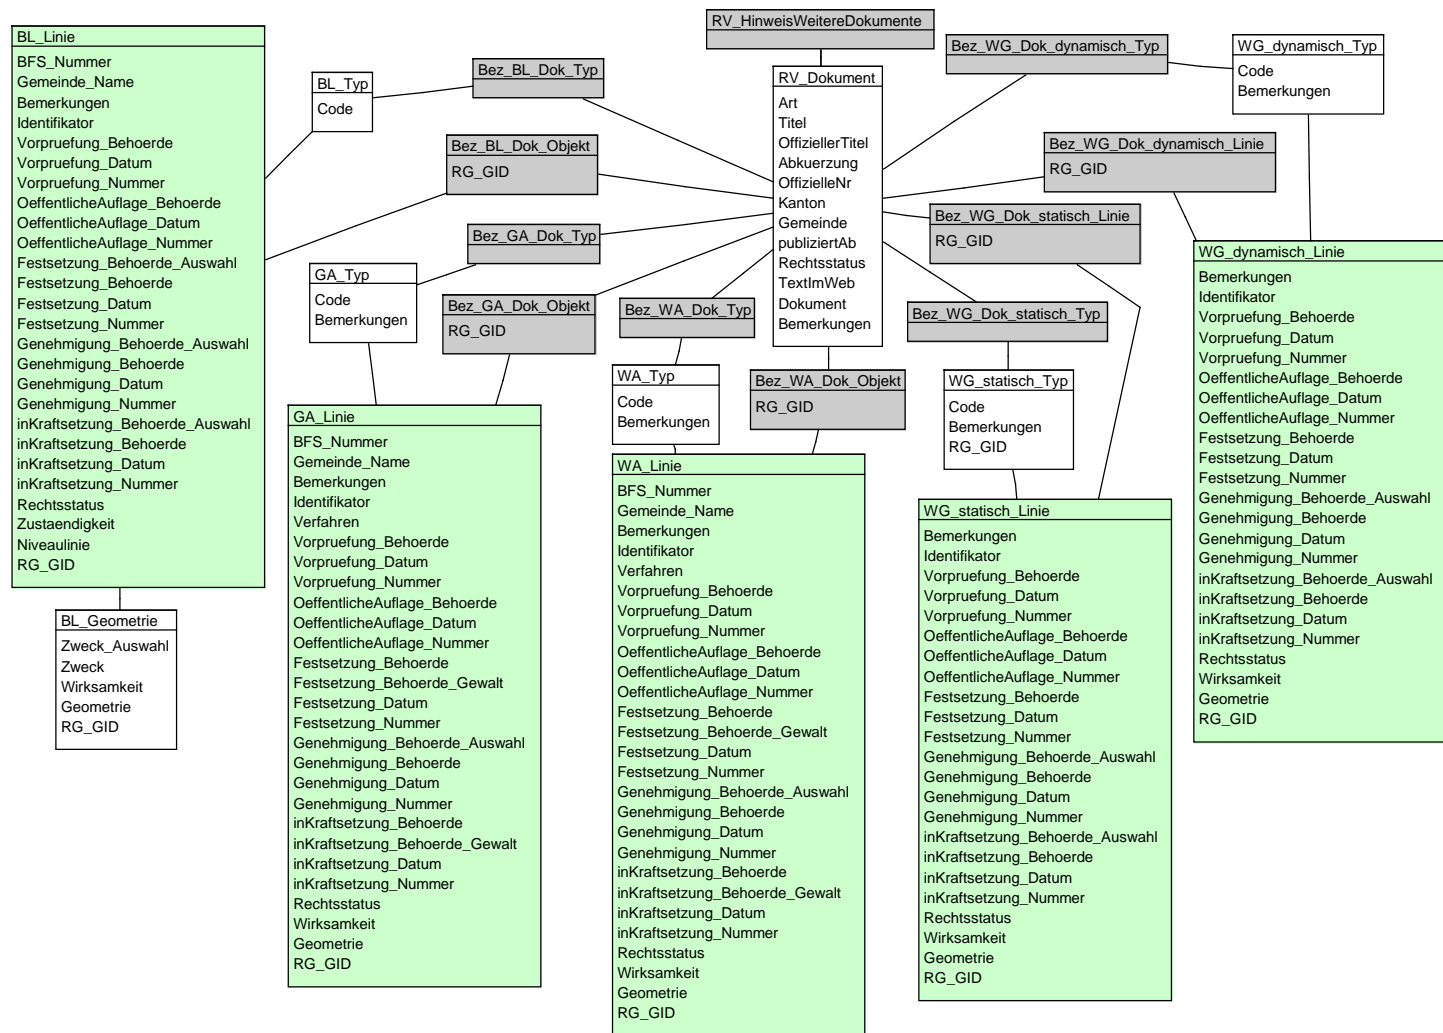 BL_Linie
BFS_Nummer
Gemeinde_Name
Bemerkungen
Identifikator
Vorpruefung_Behoerde
Vorpruefung_Datum
Vorpruefung_Nummer
OeffentlicheAuflage_Behoerde
OeffentlicheAuflage_Datum
OeffentlicheAuflage_Nummer
Festsetzung_Behoerde_Auswahl
Festsetzung_Behoerde
Festsetzung_Datum
Festsetzung_Nummer
Genehmigung_Behoerde_Auswahl
Genehmigung_Behoerde
Genehmigung_Datum
Genehmigung_Nummer
inKraftsetzung_Behoerde_Auswahl
inKraftsetzung_Behoerde
inKraftsetzung_Datum
inKraftsetzung_Nummer
Rechtsstatus
Zustaendigkeit
Niveaulinie
RG_GID
BL_Geometrie
Zweck_Auswahl
Zweck
Wirksamkeit
Geometrie
RG_GID
BL_Typ
Code
Bez_BL_Dok_Typ
Bez_BL_Dok_Objekt
RG_GID
Bez_GA_Dok_Typ
GA_Typ
Code
Bemerkungen
Bez_GA_Dok_Objekt
RG_GID
GA_Linie
BFS_Nummer
Gemeinde_Name
Bemerkungen
Identifikator
Verfahren
Vorpruefung_Behoerde
Vorpruefung_Datum
Vorpruefung_Nummer
OeffentlicheAuflage_Behoerde
OeffentlicheAuflage_Datum
OeffentlicheAuflage_Nummer
Festsetzung_Behoerde
Festsetzung_Behoerde_Gewalt
Festsetzung_Datum
Festsetzung_Nummer
Genehmigung_Behoerde_Auswahl
Genehmigung_Behoerde
Genehmigung_Datum
Genehmigung_Nummer
inKraftsetzung_Behoerde
inKraftsetzung_Behoerde_Gewalt
inKraftsetzung_Datum
inKraftsetzung_Nummer
Rechtsstatus
Wirksamkeit
Geometrie
RG_GID
RV_HinweisWeitereDokumente
RV_Dokument
Art
Titel
OffiziellerTitel
Abkuerzung
OffizielleNr
Kanton
Gemeinde
publiziertAb
Rechtsstatus
TextImWeb
Dokument
Bemerkungen
Bez_WA_Dok_Typ
WA_Typ
Code
Bemerkungen
Bez_WA_Dok_Objekt
RG_GID
WA_Linie
BFS_Nummer
Gemeinde_Name
Bemerkungen
Identifikator
Verfahren
Vorpruefung_Behoerde
Vorpruefung_Datum
Vorpruefung_Nummer
OeffentlicheAuflage_Behoerde
OeffentlicheAuflage_Datum
OeffentlicheAuflage_Nummer
Festsetzung_Behoerde
Festsetzung_Behoerde_Gewalt
Festsetzung_Datum
Festsetzung_Nummer
Genehmigung_Behoerde_Auswahl
Genehmigung_Behoerde
Genehmigung_Datum
Genehmigung_Nummer
inKraftsetzung_Behoerde
inKraftsetzung_Behoerde_Gewalt
inKraftsetzung_Datum
inKraftsetzung_Nummer
Rechtsstatus
Wirksamkeit
Geometrie
RG_GID
Bez_WG_Dok_dynamisch_Typ
WG_dynamisch_Typ
Code
Bemerkungen
Bez_WG_Dok_dynamisch_Linie
RG_GID
Bez_WG_Dok_statisch_Linie
RG_GID
Bez_WG_Dok_statisch_Typ
WG_statisch_Typ
Code
Bemerkungen
RG_GID
WG_statisch_Linie
Bemerkungen
Identifikator
Vorpruefung_Behoerde
Vorpruefung_Datum
Vorpruefung_Nummer
OeffentlicheAuflage_Behoerde
OeffentlicheAuflage_Datum
OeffentlicheAuflage_Nummer
Festsetzung_Behoerde
Festsetzung_Datum
Festsetzung_Nummer
Genehmigung_Behoerde_Auswahl
Genehmigung_Behoerde
Genehmigung_Datum
Genehmigung_Nummer
inKraftsetzung_Behoerde_Auswahl
inKraftsetzung_Behoerde
inKraftsetzung_Datum
inKraftsetzung_Nummer
Rechtsstatus
Wirksamkeit
Geometrie
RG_GID
WG_dynamisch_Linie
Bemerkungen
Identifikator
Vorpruefung_Behoerde
Vorpruefung_Datum
Vorpruefung_Nummer
OeffentlicheAuflage_Behoerde
OeffentlicheAuflage_Datum
OeffentlicheAuflage_Nummer
Festsetzung_Behoerde
Festsetzung_Datum
Festsetzung_Nummer
Genehmigung_Behoerde_Auswahl
Genehmigung_Behoerde
Genehmigung_Datum
Genehmigung_Nummer
inKraftsetzung_Behoerde_Auswahl
inKraftsetzung_Behoerde
inKraftsetzung_Datum
inKraftsetzung_Nummer
Rechtsstatus
Wirksamkeit
Geometrie
RG_GID